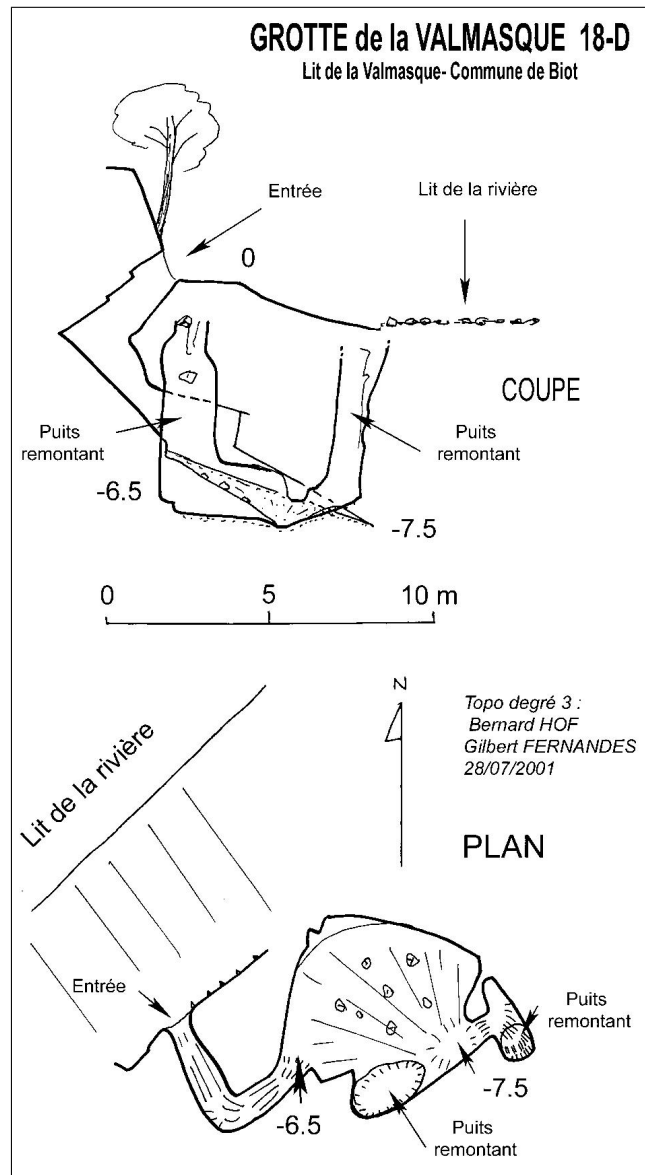 GROTTE de la VALMASQUE 18-D
Lit de la Valmasque- Commune de Biot
Entrée
Lit de la rivière
0
COUPE
Puits
remontant
Puits
remontant
-6.5
-7.5
0
5
10 m
N
Topo degré 3 :
Bernard HOF
Gilbert FERNANDES
28/07/2001
Lit de la rivière
PLAN
Entrée
Puits
remontant
-7.5
-6.5
Puits
remontant